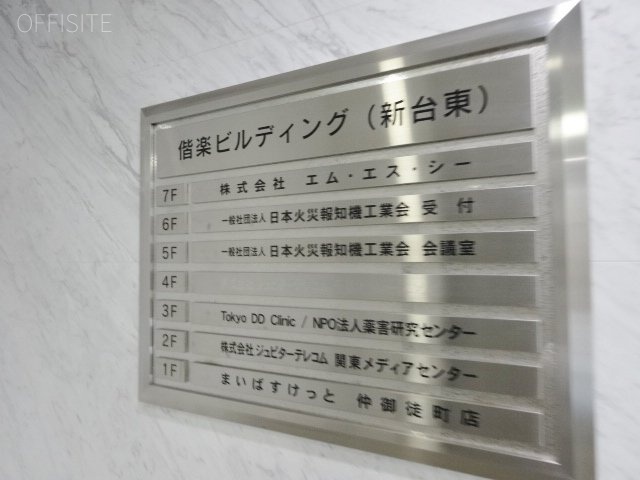 OFFISITE
偕楽ビルディング(新台東)
7F 株式会社 エム・エス・シー
6F 一般社団法人 日本火災報知機工業会 受付
5F 一般社団法人 日本火災報知機工業会 会議室
4F
3F Tokyo DD Clinic / NPO法人薬害研究センター
2F 株式会社ジュピターテレコム 関東メディアセンター
1F まいばすけっと 仲御徒町店